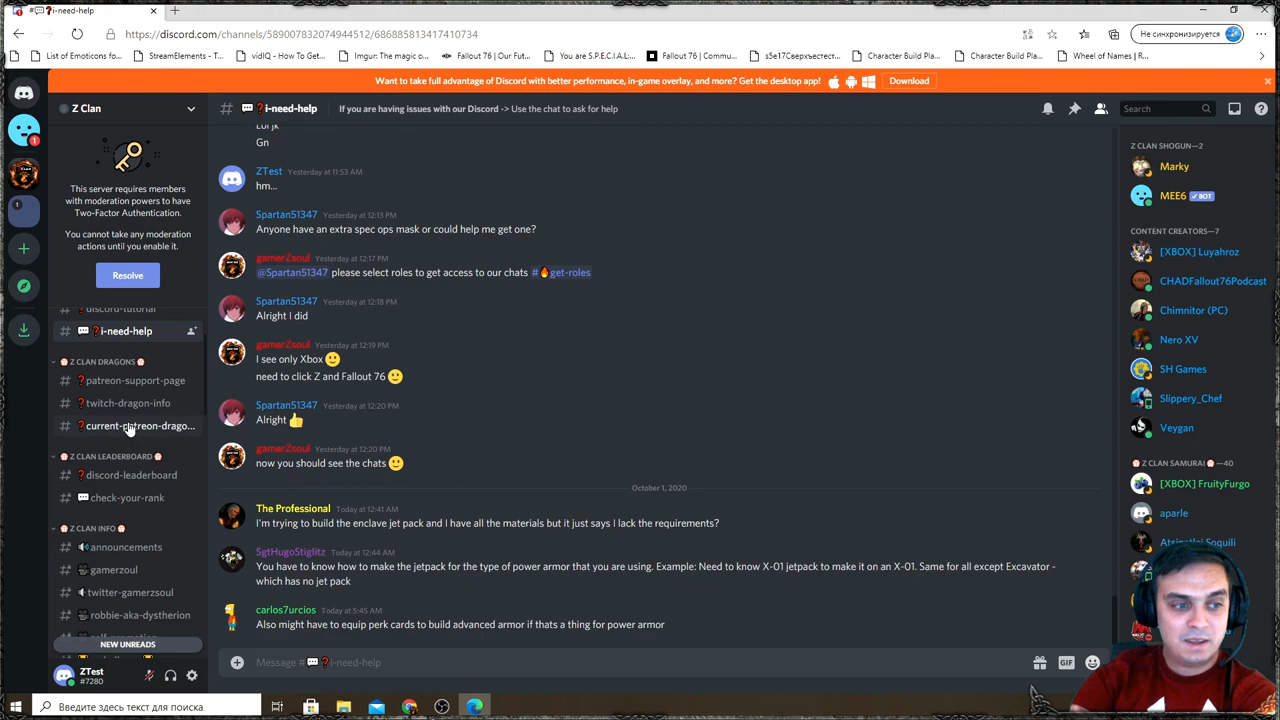 # 💬❓i-need-help
https://discord.com/channels/589007832074944512/686885813417410734
Не синхронизируется
List of Emoticons fo...
StreamElements - T...
vidIQ - How To Get...
Imgur: The magic o...
Fallout 76 | Our Fut...
You are S.P.E.C.I.A.L:...
Fallout 76 | Commu...
s5e17Сверхъестест...
Character Build Pla...
Character Build Pla...
Wheel of Names | R...
Want to take full advantage of Discord with better performance, in-game overlay, and more? Get the desktop app!
Download
Z Clan
# 💬❓i-need-help
If you are having issues with our Discord -> Use the chat to ask for help
Search
This server requires members
with moderation powers to have
Two-Factor Authentication.
You cannot take any moderation
actions until you enable it.
Resolve
# ❓discord-tutorial
# 💬❓i-need-help
Z CLAN DRAGONS
# ❓patreon-support-page
# ❓twitch-dragon-info
# ❓current-patreon-drago...
Z CLAN LEADERBOARD
# ❓discord-leaderboard
# 💬check-your-rank
Z CLAN INFO
# announcements
# gamerzoul
# twitter-gamerzsoul
# robbie-aka-dystherion
NEW UNREADS
ZTest
#7280
Lol jk
Gn
ZTest Yesterday at 11:53 AM
hm...
Spartan51347 Yesterday at 12:13 PM
Anyone have an extra spec ops mask or could help me get one?
gamerZsoul Yesterday at 12:17 PM
@Spartan51347 please select roles to get access to our chats #🔥get-roles
Spartan51347 Yesterday at 12:18 PM
Alright I did
gamerZsoul Yesterday at 12:19 PM
I see only Xbox 🙂
need to click Z and Fallout 76 🙂
Spartan51347 Yesterday at 12:20 PM
Alright 👍
gamerZsoul Yesterday at 12:20 PM
now you should see the chats 🙂
October 1, 2020
The Professional Today at 12:41 AM
I'm trying to build the enclave jet pack and I have all the materials but it just says I lack the requirements?
SgtHugoStiglitz Today at 12:44 AM
You have to know how to make the jetpack for the type of power armor that you are using. Example: Need to know X-01 jetpack to make it on an X-01. Same for all except Excavator -
which has no jet pack
carlos7urcios Today at 5:45 AM
Also might have to equip perk cards to build advanced armor if thats a thing for power armor
Message #💬❓i-need-help
GIF
Z CLAN SHOGUN—2
Marky
MEE6 ✓ BOT
CONTENT CREATORS—7
[XBOX] Luyahroz
CHADFallout76Podcast
Chimnitor (PC)
Nero XV
SH Games
Slippery_Chef
Veygan
Z CLAN SAMURAI —40
[XBOX] FruityFurgo
aparle
Введите здесь текст для поиска